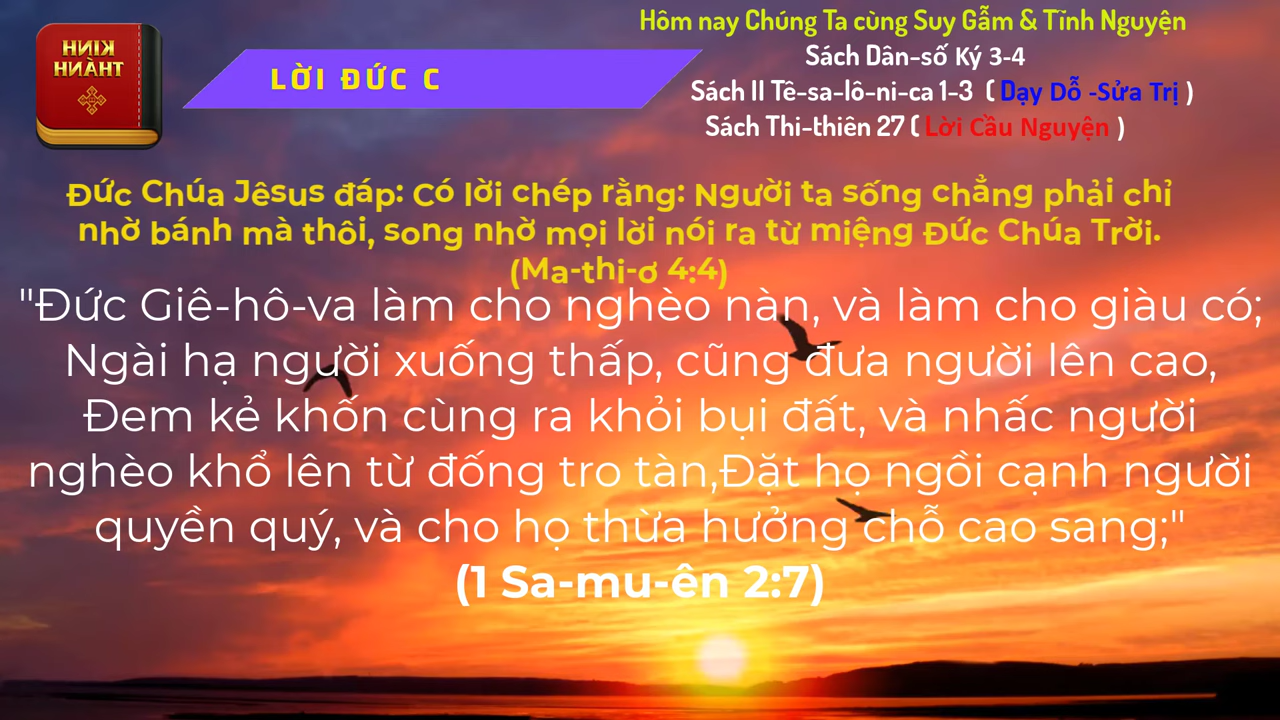 KINH
THÁNH
LỜI ĐỨC C
Hôm nay Chúng Ta cùng Suy Gẫm & Tĩnh Nguyện
Sách Dân-số Ký 3-4
Sách II Tê-sa-lô-ni-ca 1-3 ( Dạy Dỗ -Sửa Trị )
Sách Thi-thiên 27 ( Lời Cầu Nguyện )
Đức Chúa Jêsus đáp: Có lời chép rằng: Người ta sống chẳng phải chỉ
nhờ bánh mà thôi, song nhờ mọi lời nói ra từ miệng Đức Chúa Trời.
(Ma-thi-ơ 4:4)
"Đức Giê-hô-va làm cho nghèo nàn, và làm cho giàu có;
Ngài hạ người xuống thấp, cũng đưa người lên cao,
Đem kẻ khốn cùng ra khỏi bụi đất, và nhấc người
nghèo khổ lên từ đống tro tàn,Đặt họ ngồi cạnh người
quyền quý, và cho họ thừa hưởng chỗ cao sang;"
(1 Sa-mu-ên 2:7)